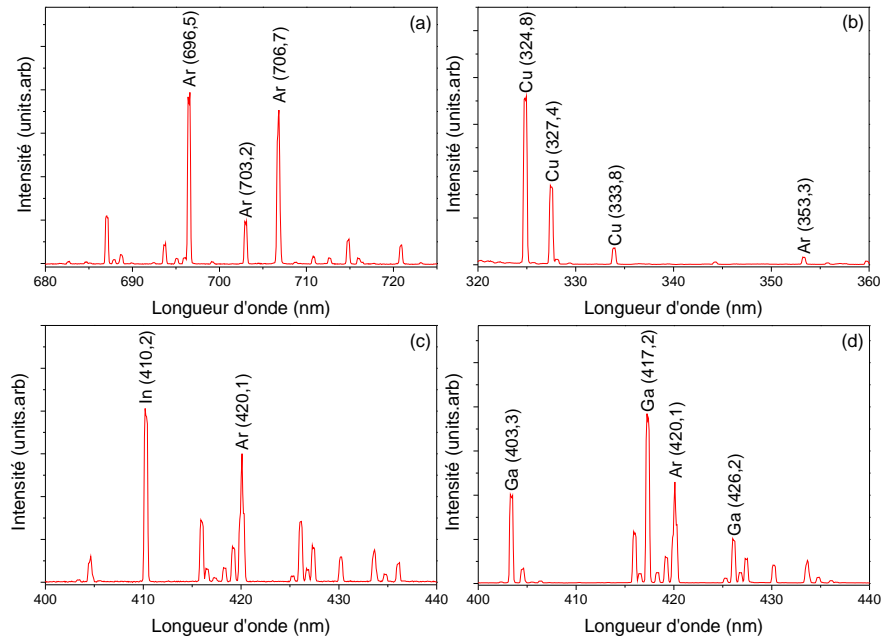 (a)
Intensité (units.arb)
Ar (696,5)
Ar (703,2)
Ar (706,7)
680 690 700 710 720
Longueur d'onde (nm)
(b)
Intensité (units.arb)
Cu (324,8)
Cu (327,4)
Cu (333,8)
Ar (353,3)
320 330 340 350 360
Longueur d'onde (nm)
(c)
Intensité (units.arb)
In (410,2)
Ar (420,1)
400 410 420 430 440
Longueur d'onde (nm)
(d)
Intensité (units.arb)
Ga (403,3)
Ga (417,2)
Ar (420,1)
Ga (426,2)
400 410 420 430 440
Longueur d'onde (nm)